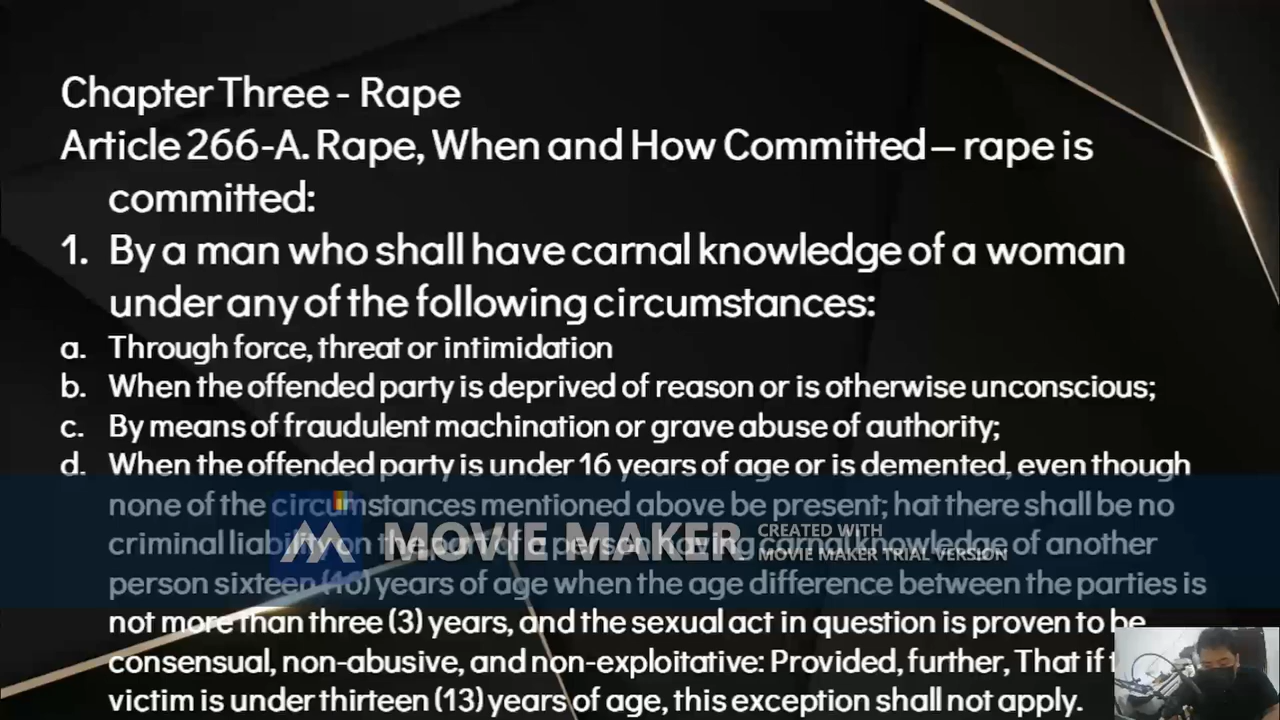 Chapter Three - Rape
Article 266-A. Rape, When and How Committed – rape is
committed:
1. By a man who shall have carnal knowledge of a woman
under any of the following circumstances:
a. Through force, threat or intimidation
b. When the offended party is deprived of reason or is otherwise unconscious;
c. By means of fraudulent machination or grave abuse of authority;
d. When the offended party is under 16 years of age or is demented, even though
none of the circumstances mentioned above be present; hat there shall be no
criminal liability on the part of a person having carnal knowledge of another
MOVIE MAKER
CREATED WITH
MOVIE MAKER TRIAL VERSION
person sixteen (16) years of age when the age difference between the parties is
not more than three (3) years, and the sexual act in question is proven to be
consensual, non-abusive, and non-exploitative: Provided, further, That if
victim is under thirteen (13) years of age, this exception shall not apply.